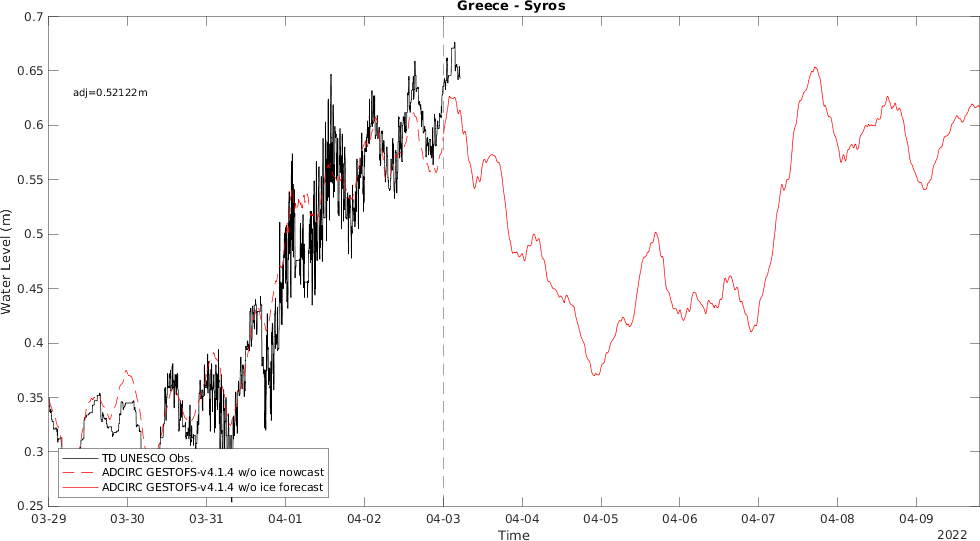 Greece - Syros
0.7
0.65
0.6
0.55
0.5
0.45
0.4
0.35
0.3
0.25
Water Level (m)
adj=0.52122m
TD UNESCO Obs.
ADCIRC GESTOFS-v4.1.4 w/o ice nowcast
ADCIRC GESTOFS-v4.1.4 w/o ice forecast
03-29 03-30 03-31 04-01 04-02 04-03 04-04 04-05 04-06 04-07 04-08 04-09
Time
2022